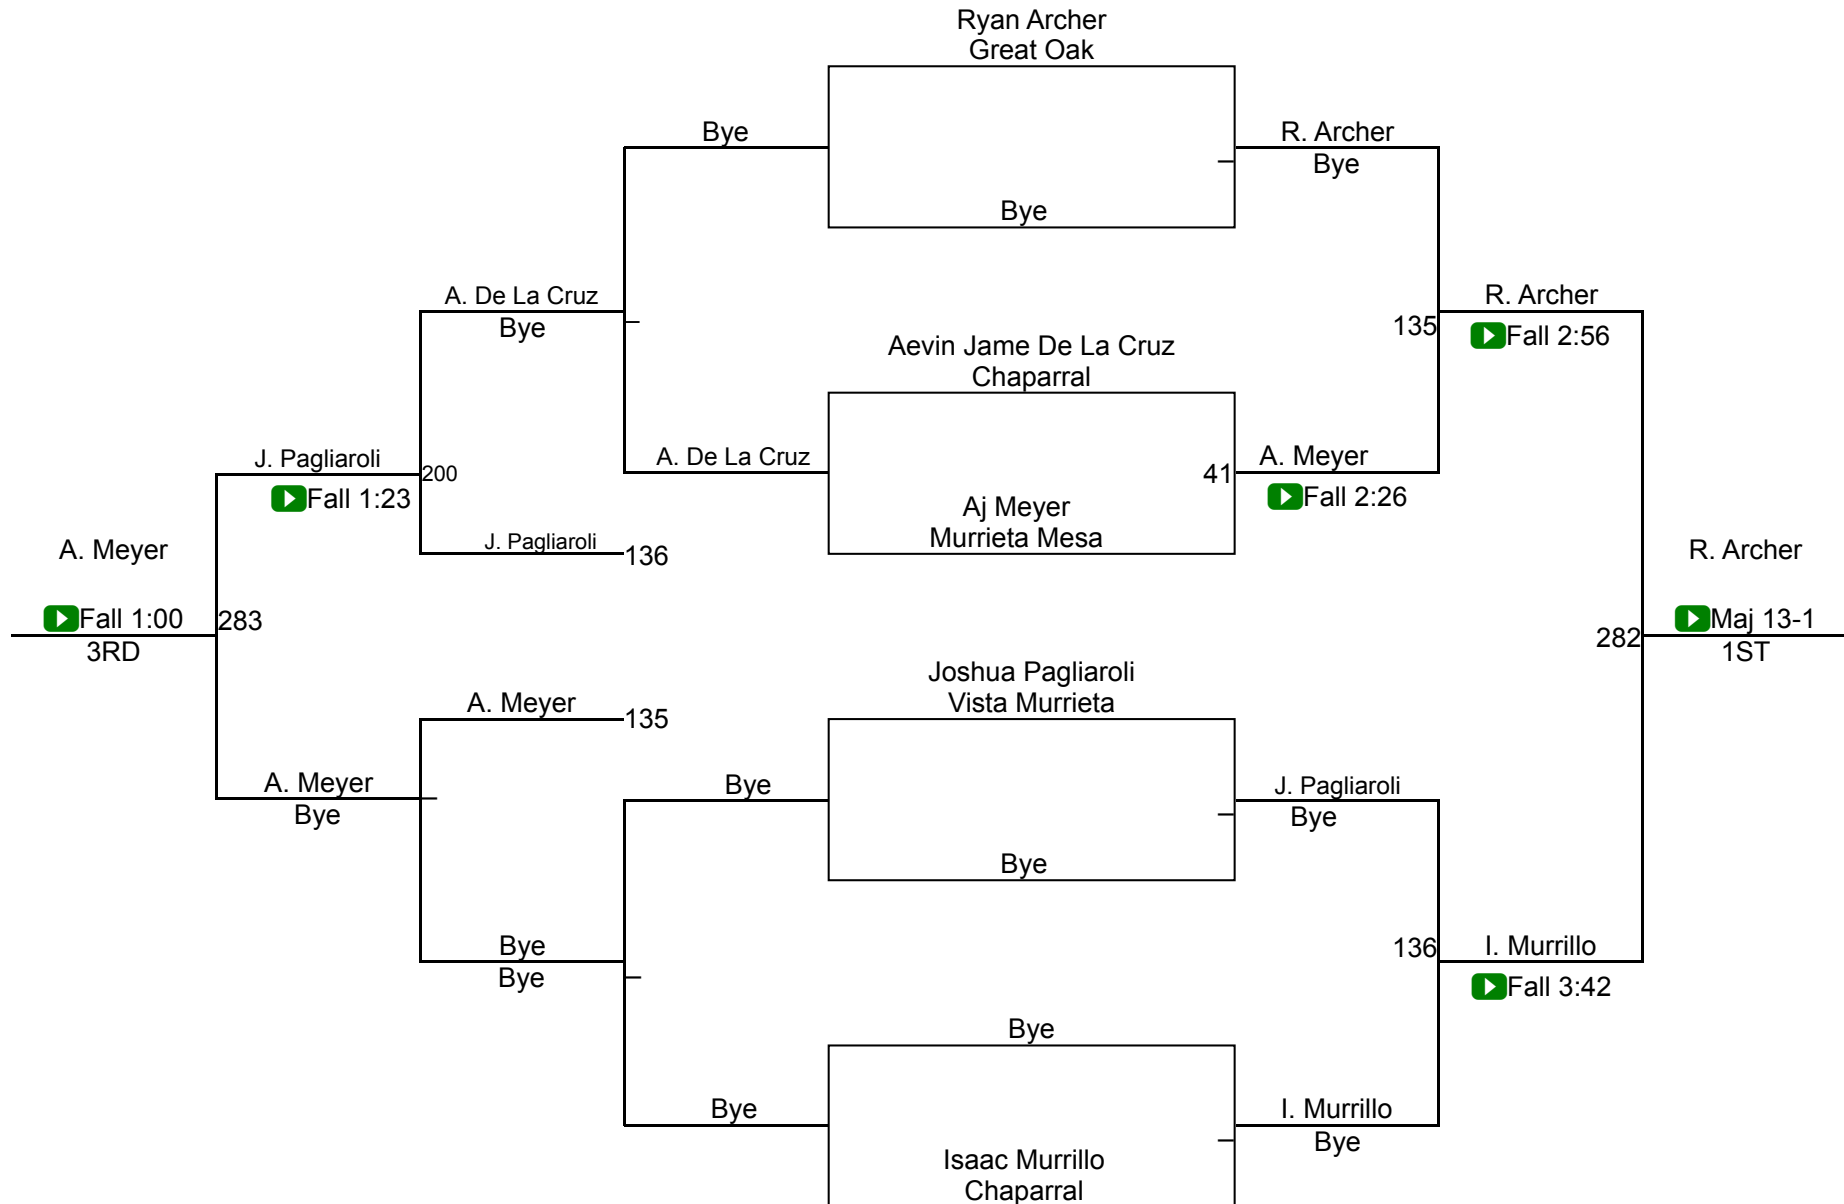 Ryan Archer
Great Oak
Bye
R. Archer
Bye
Bye
A. De La Cruz
Bye
R. Archer
135
Fall 2:56
Aevin Jame De La Cruz
Chaparral
J. Pagliaroli
200
Fall 1:23
A. De La Cruz
41
A. Meyer
Fall 2:26
Aj Meyer
Murrieta Mesa
J. Pagliaroli
136
A. Meyer
R. Archer
Fall 1:00
283
3RD
282
Maj 13-1
1ST
Joshua Pagliaroli
Vista Murrieta
A. Meyer
135
A. Meyer
Bye
Bye
J. Pagliaroli
Bye
Bye
Bye
Bye
136
I. Murrillo
Fall 3:42
Bye
Bye
I. Murrillo
Bye
Isaac Murrillo
Chaparral